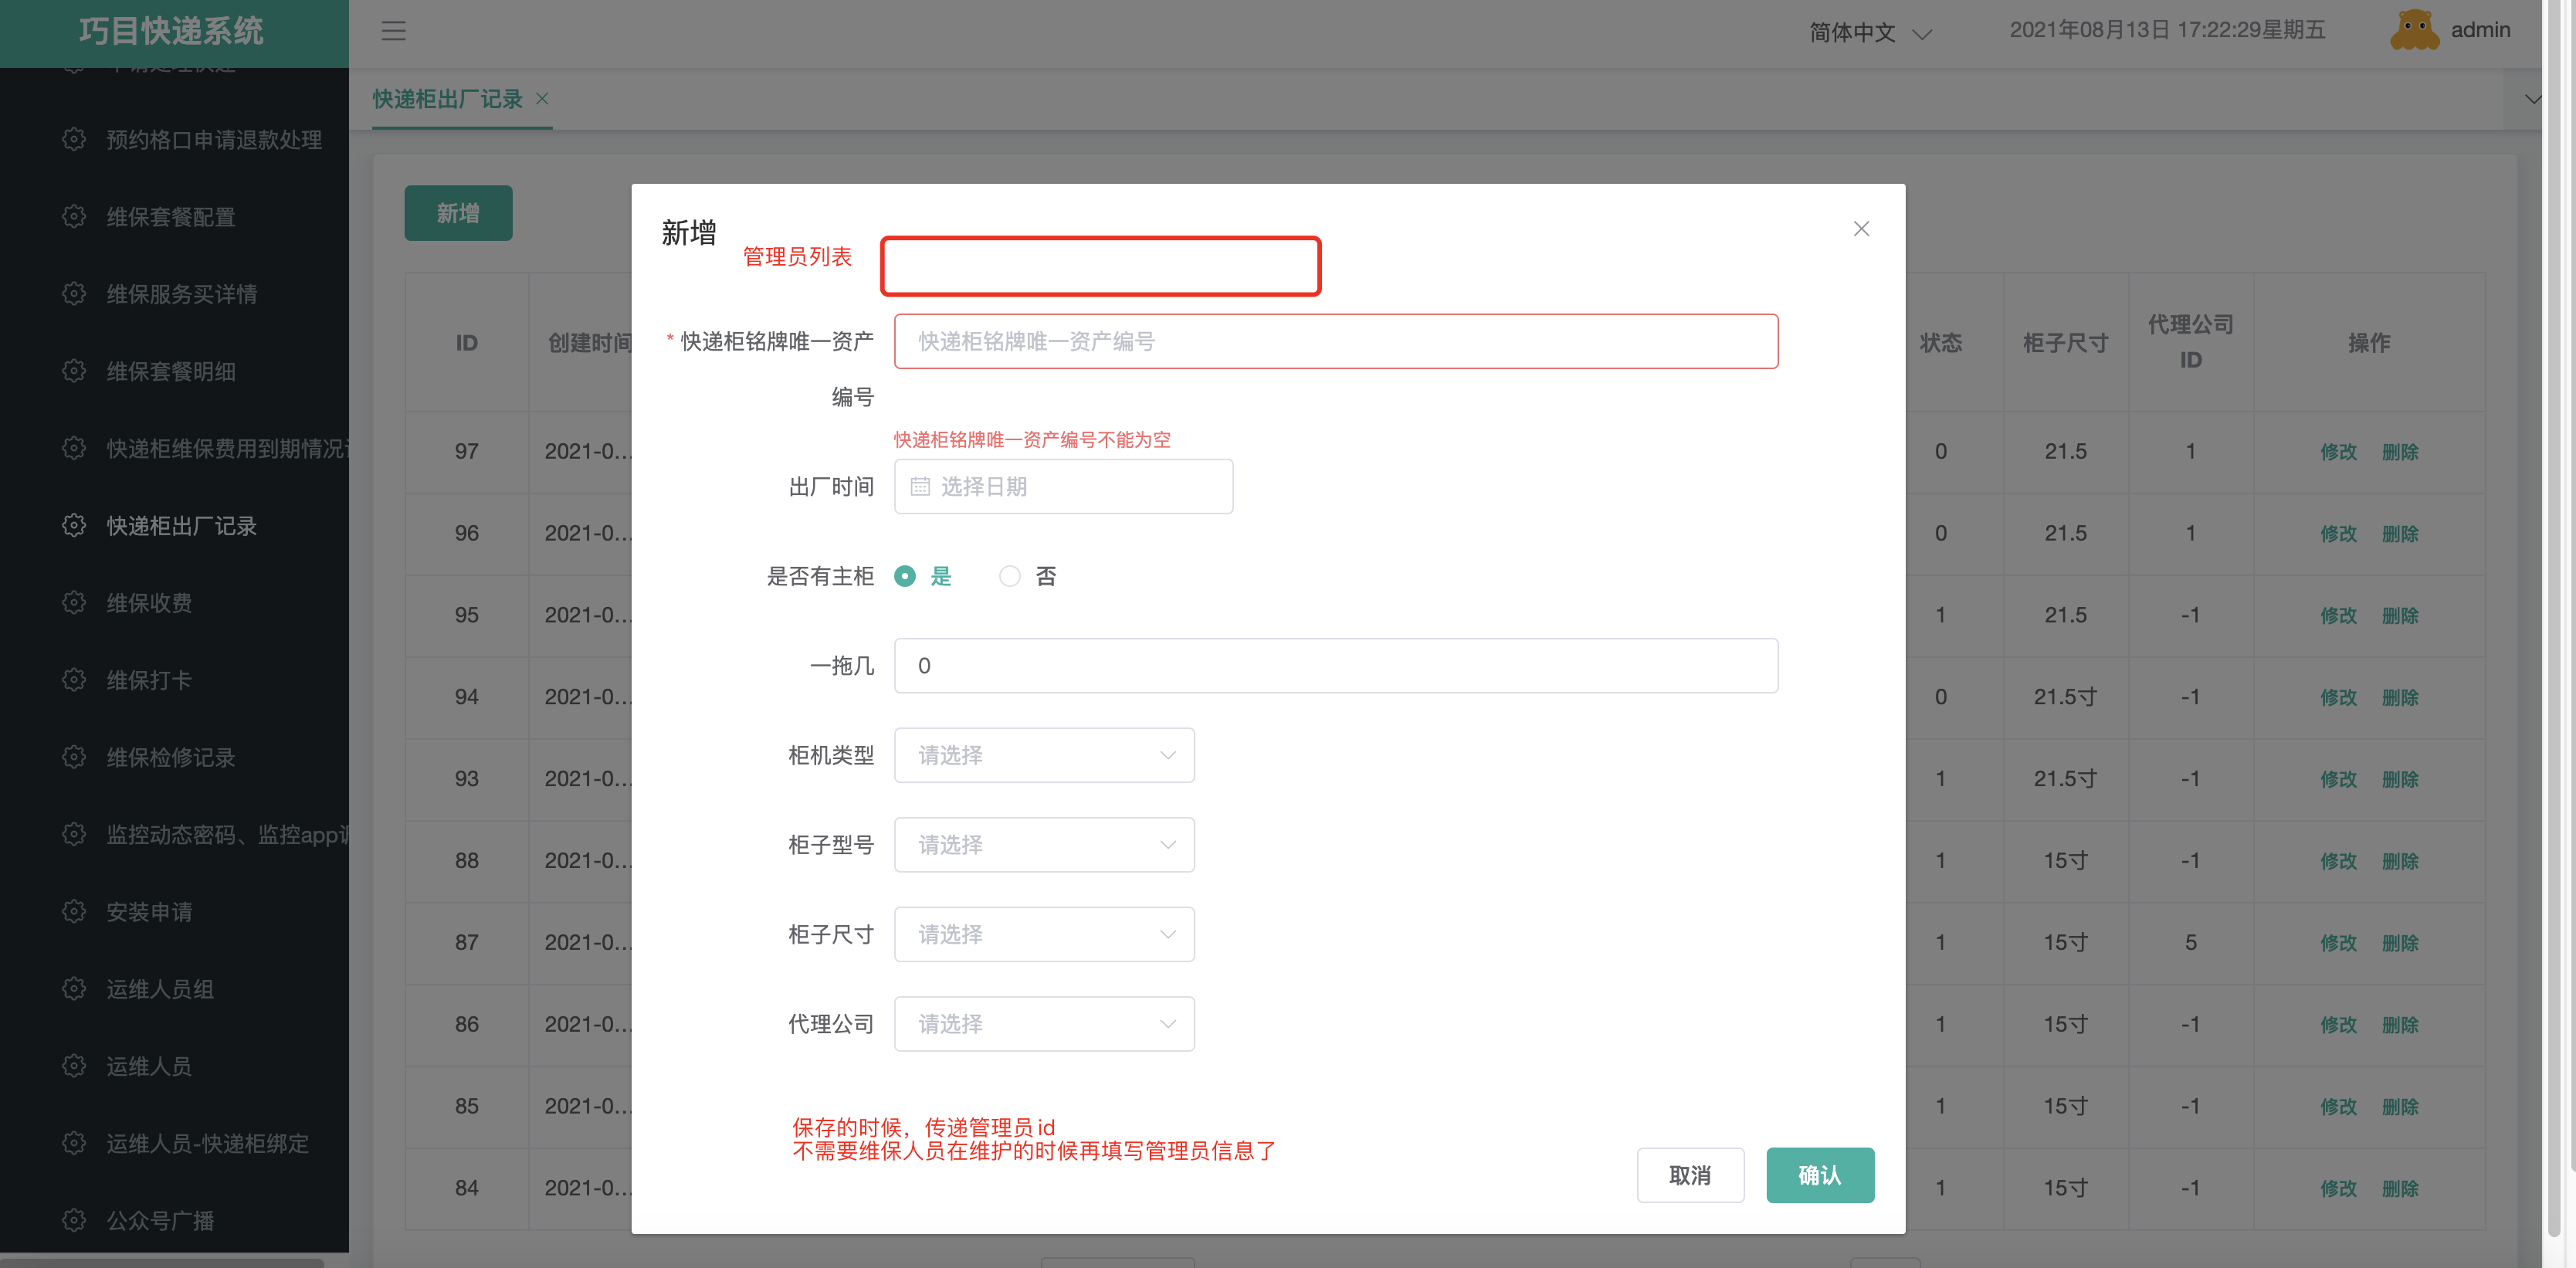 巧目快递系统
简体中文
2021年08月13日 17:22:29星期五
admin
快递柜出厂记录
预约格口申请退款处理
维保套餐配置
维保服务买详情
维保套餐明细
快递柜维保费用到期情况
快递柜出厂记录
维保收费
维保打卡
维保检修记录
监控动态密码、监控app
安装申请
运维人员组
运维人员
运维人员-快递柜绑定
公众号广播
新增
ID 创建时间 状态 柜子尺寸 代理公司
ID 操作
97 2021-0... 0 21.5 1 修改 删除
96 2021-0... 0 21.5 1 修改 删除
95 2021-0... 1 21.5 -1 修改 删除
94 2021-0... 0 21.5寸 -1 修改 删除
93 2021-0... 1 21.5寸 -1 修改 删除
88 2021-0... 1 15寸 -1 修改 删除
87 2021-0... 1 15寸 5 修改 删除
86 2021-0... 1 15寸 -1 修改 删除
85 2021-0... 1 15寸 -1 修改 删除
84 2021-0... 1 15寸 -1 修改 删除
新增
管理员列表
* 快递柜铭牌唯一资产 快递柜铭牌唯一资产编号
编号
快递柜铭牌唯一资产编号不能为空
出厂时间 选择日期
是否有主柜 是 否
一拖几 0
柜机类型 请选择
柜子型号 请选择
柜子尺寸 请选择
代理公司 请选择
保存的时候，传递管理员id
不需要维保人员在维护的时候再填写管理员信息了
取消 确认